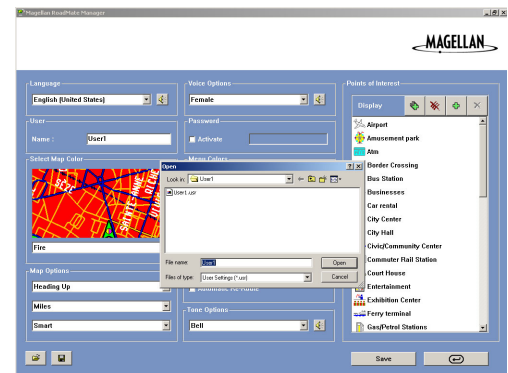 Magellan RoadMate Manager
MAGELLAN
Language
English (United States)
User
Name :
User1
Select Map Color
Fire
Map Options
Heading Up
Miles
Smart
Voice Options
Female
Password
Activate
Menu Colors
Automatic Re-Route
Tone Options
Bell
Open
Look in:
User1
User1.usr
File name:
User1
Open
Files of type:
User Settings (*.usr)
Cancel
Points of Interest
Display
Airport
Amusement park
Atm
Border Crossing
Bus Station
Businesses
Car rental
City Center
City Hall
Civic/Community Center
Commuter Rail Station
Court House
Entertainment
Exhibition Center
Ferry terminal
Gas/Petrol Stations
Save